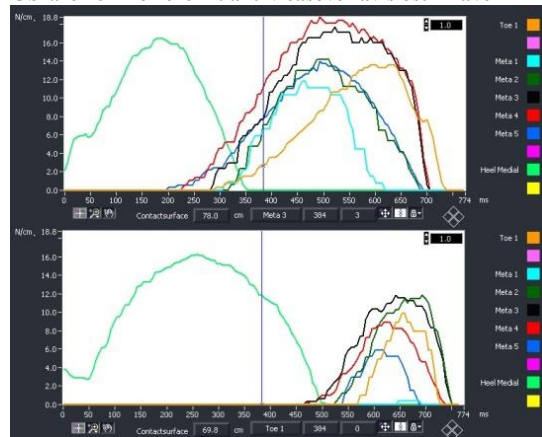 N/cm, 18.8
16.0
14.0
12.0
10.0
8.0
6.0
4.0
2.0
0.0
0 50 100 150 200 250 300 350 400 450 500 550 600 650 700 774 ms
1.0
Toe 1
Meta 1
Meta 2
Meta 3
Meta 4
Meta 5
Heel Medial
Contactsurface 78.0 cm Meta 3 384 3
N/cm, 18.8
16.0
14.0
12.0
10.0
8.0
6.0
4.0
2.0
0.0
0 50 100 150 200 250 300 350 400 450 500 550 600 650 700 774 ms
1.0
Toe 1
Meta 1
Meta 2
Meta 3
Meta 4
Meta 5
Heel Medial
Contactsurface 69.8 cm Toe 1 384 0